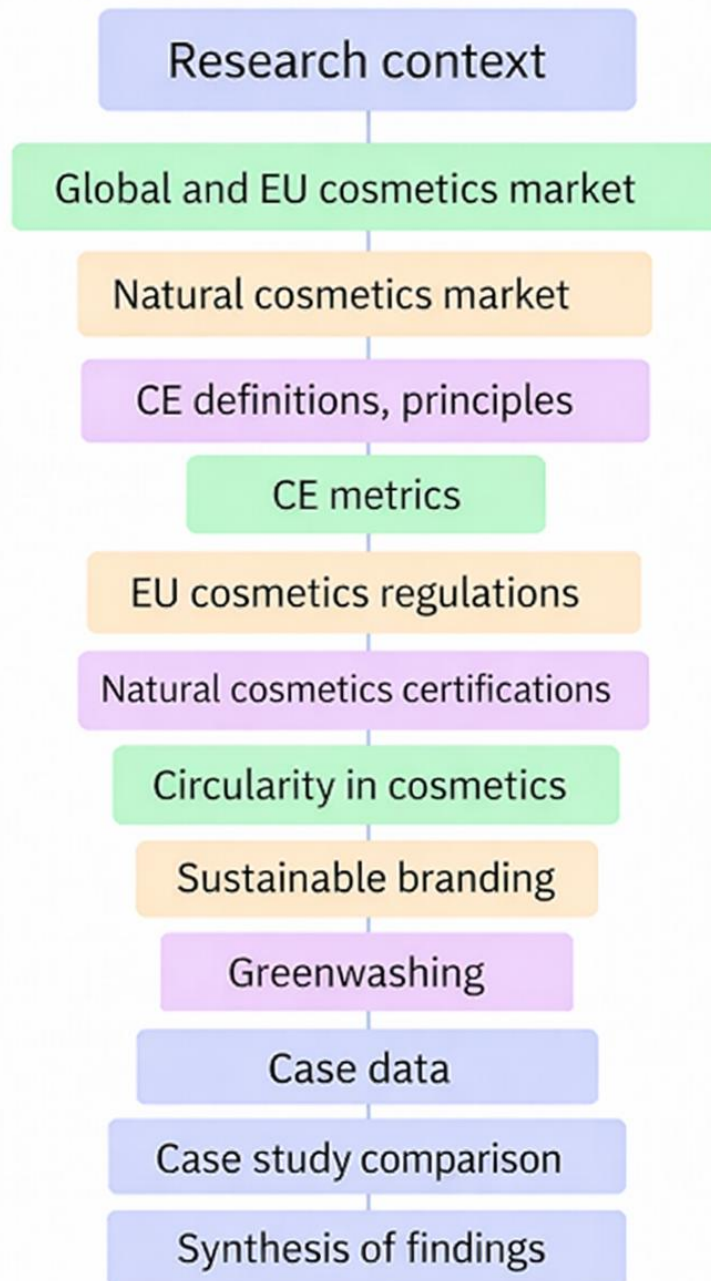 Research context
Global and EU cosmetics market
Natural cosmetics market
CE definitions, principles
CE metrics
EU cosmetics regulations
Natural cosmetics certifications
Circularity in cosmetics
Sustainable branding
Greenwashing
Case data
Case study comparison
Synthesis of findings